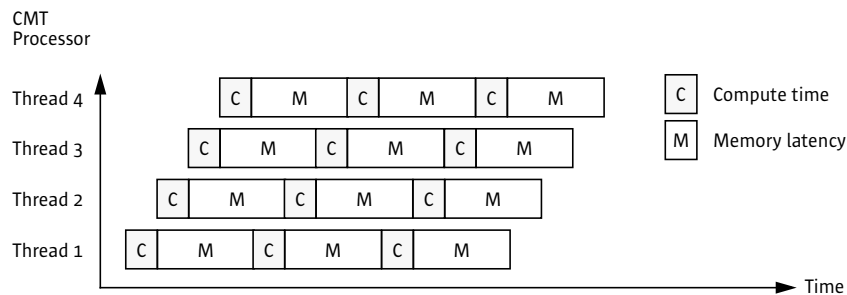 CMT
Processor
Thread 4 C M C M C M
C Compute time
Thread 3 C M C M C M
M Memory latency
Thread 2 C M C M C M
Thread 1 C M C M C M
Time